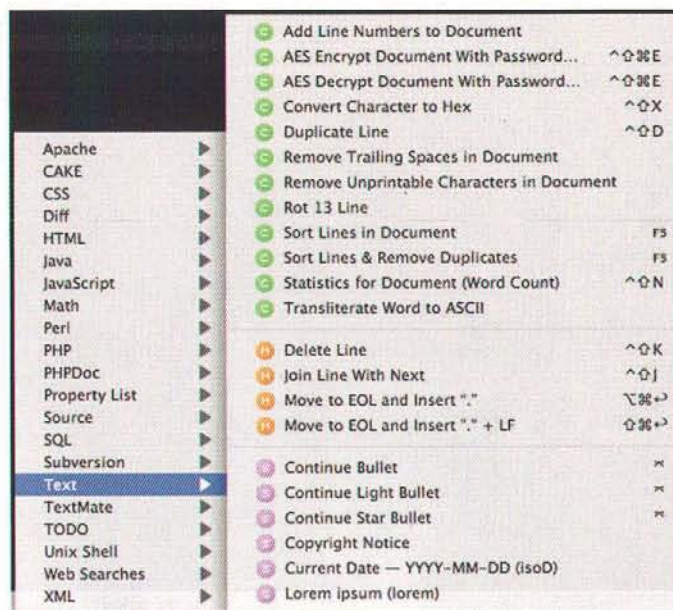 Apache
CAKE
CSS
Diff
HTML
Java
JavaScript
Math
Perl
PHP
PHPDoc
Property List
Source
SQL
Subversion
Text
TextMate
TODO
Unix Shell
Web Searches
XML
Add Line Numbers to Document
AES Encrypt Document With Password... ^⇧⌘E
AES Decrypt Document With Password... ^⇧⌘E
Convert Character to Hex ^⇧X
Duplicate Line ^⇧D
Remove Trailing Spaces in Document
Remove Unprintable Characters in Document
Rot 13 Line
Sort Lines in Document F5
Sort Lines & Remove Duplicates F5
Statistics for Document (Word Count) ^⇧N
Transliterate Word to ASCII
Delete Line ^⇧K
Join Line With Next ^⇧J
Move to EOL and Insert "." ⌥⌘↩
Move to EOL and Insert "." + LF ⇧⌘↩
Continue Bullet ⌤
Continue Light Bullet ⌤
Continue Star Bullet ⌤
Copyright Notice
Current Date — YYYY-MM-DD (isoD)
Lorem ipsum (lorem)